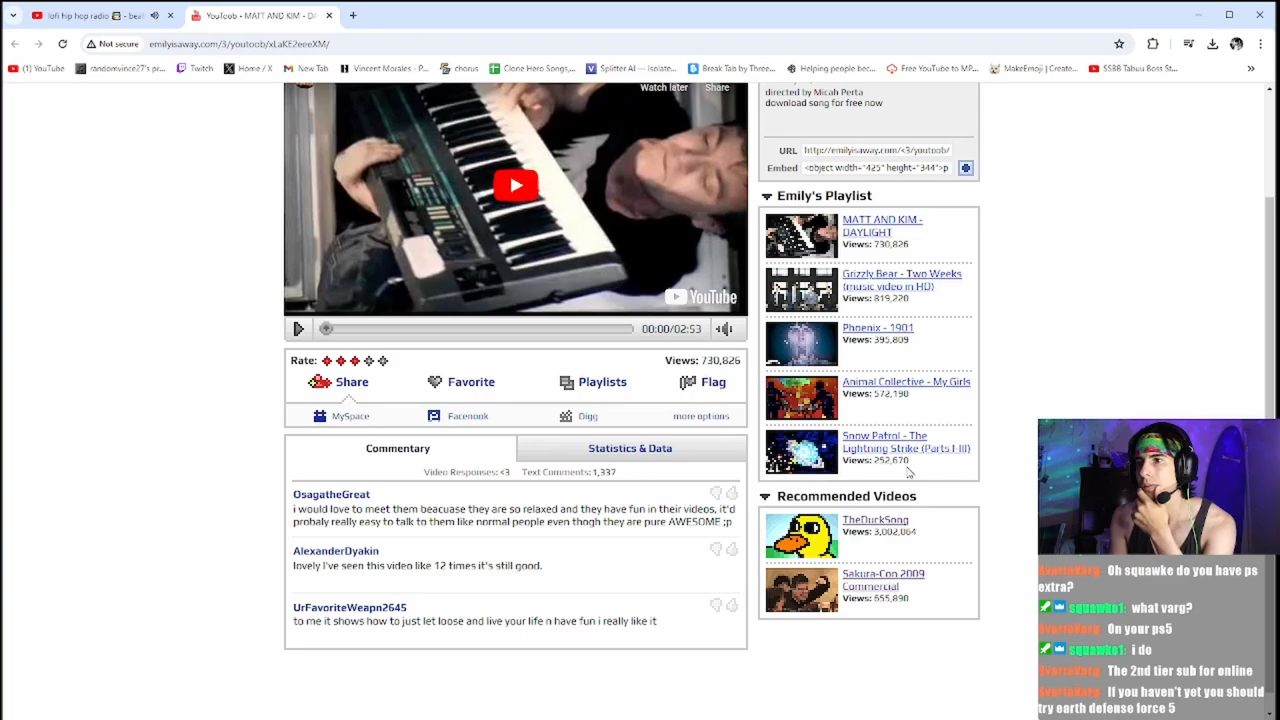 lofi hip hop radio
YouToob - MATT AND KIM - DA
Not secure
emilyisaway.com/3/youtoob/xLaKE2eeeXM/
(1) YouTube
randomvince27's pr...
Twitch
Home / X
New Tab
Vincent Morales - P...
chorus
Clone Hero Songs,...
Splitter AI — Isolate...
Break Tab by Three...
Helping people bec...
Free YouTube to MP...
MakeEmoji | Create...
SSBB Tabuu Boss St...
Watch later
Share
YouTube
00:00/02:53
Rate:
Views: 730,826
Share
Favorite
Playlists
Flag
MySpace
Facenook
Digg
more options
Commentary
Statistics & Data
Video Responses: <3
Text Comments: 1,337
OsagatheGreat
i would love to meet them beacuase they are so relaxed and they have fun in their videos, it'd
probaly really easy to talk to them like normal people even thogh they are pure AWESOME ;p
AlexanderDyakin
lovely I've seen this video like 12 times it's still good.
UrFavoriteWeapn2645
to me it shows how to just let loose and live your life n have fun i really like it
directed by Micah Perta
download song for free now
URL
http://emilyisaway.com/<3/youtoob/
Embed
<object width="425" height="344">p
Emily's Playlist
MATT AND KIM -
DAYLIGHT
Views: 730,826
Grizzly Bear - Two Weeks
(music video in HD)
Views: 819,220
Phoenix - 1901
Views: 395,809
Animal Collective - My Girls
Views: 572,190
Snow Patrol - The
Lightning Strike (Parts I-III)
Views: 252,670
Recommended Videos
TheDuckSong
Views: 3,002,064
Sakura-Con 2009
Commercial
Views: 655,890
SvartaVarg Oh squawke do you have ps
extra?
squawko1: what varg?
SvartaVarg On your ps5
squawko1: i do
SvartaVarg The 2nd tier sub for online
SvartaVarg If you haven't yet you should
try earth defense force 5